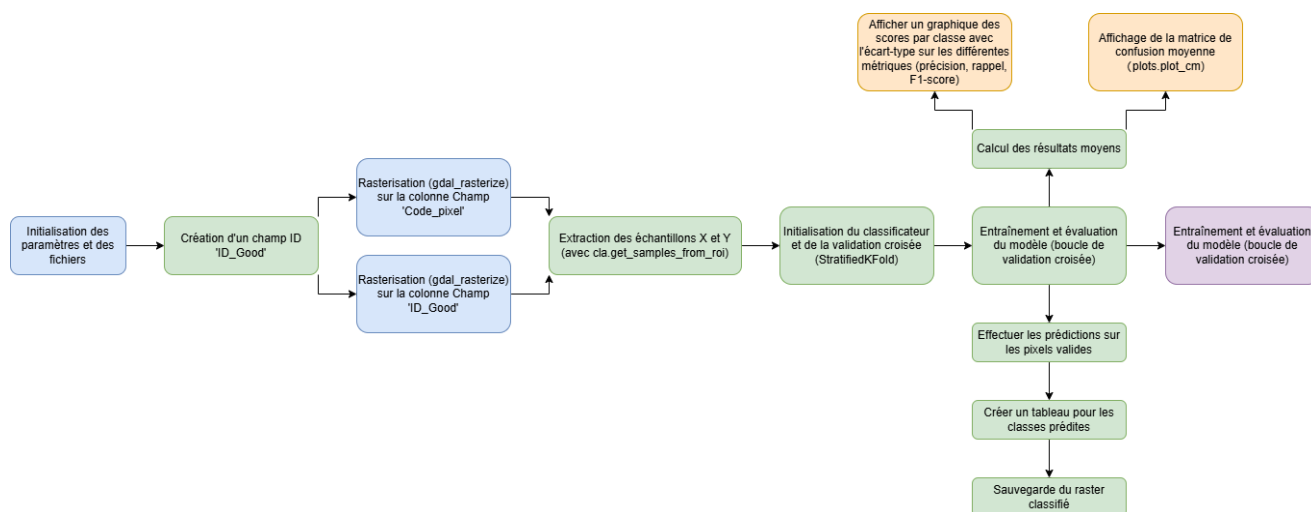 Afficher un graphique des
scores par classe avec
l'écart-type sur les différentes
métriques (précision, rappel,
F1-score)
Affichage de la matrice de
confusion moyenne
(plots.plot_cm)
Calcul des résultats moyens
Rasterisation (gdal_rasterize)
sur la colonne Champ
'Code_pixel'
Initialisation des
paramètres et des
fichiers
Création d'un champ ID
'ID_Good'
Extraction des échantillons X et Y
(avec cla.get_samples_from_roi)
Initialisation du classificateur
et de la validation croisée
(StratifiedKFold)
Entraînement et évaluation
du modèle (boucle de
validation croisée)
Entraînement et évaluation
du modèle (boucle de
validation croisée)
Rasterisation (gdal_rasterize)
sur la colonne Champ
'ID_Good'
Effectuer les prédictions sur
les pixels valides
Créer un tableau pour les
classes prédites
Sauvegarde du raster
classifié